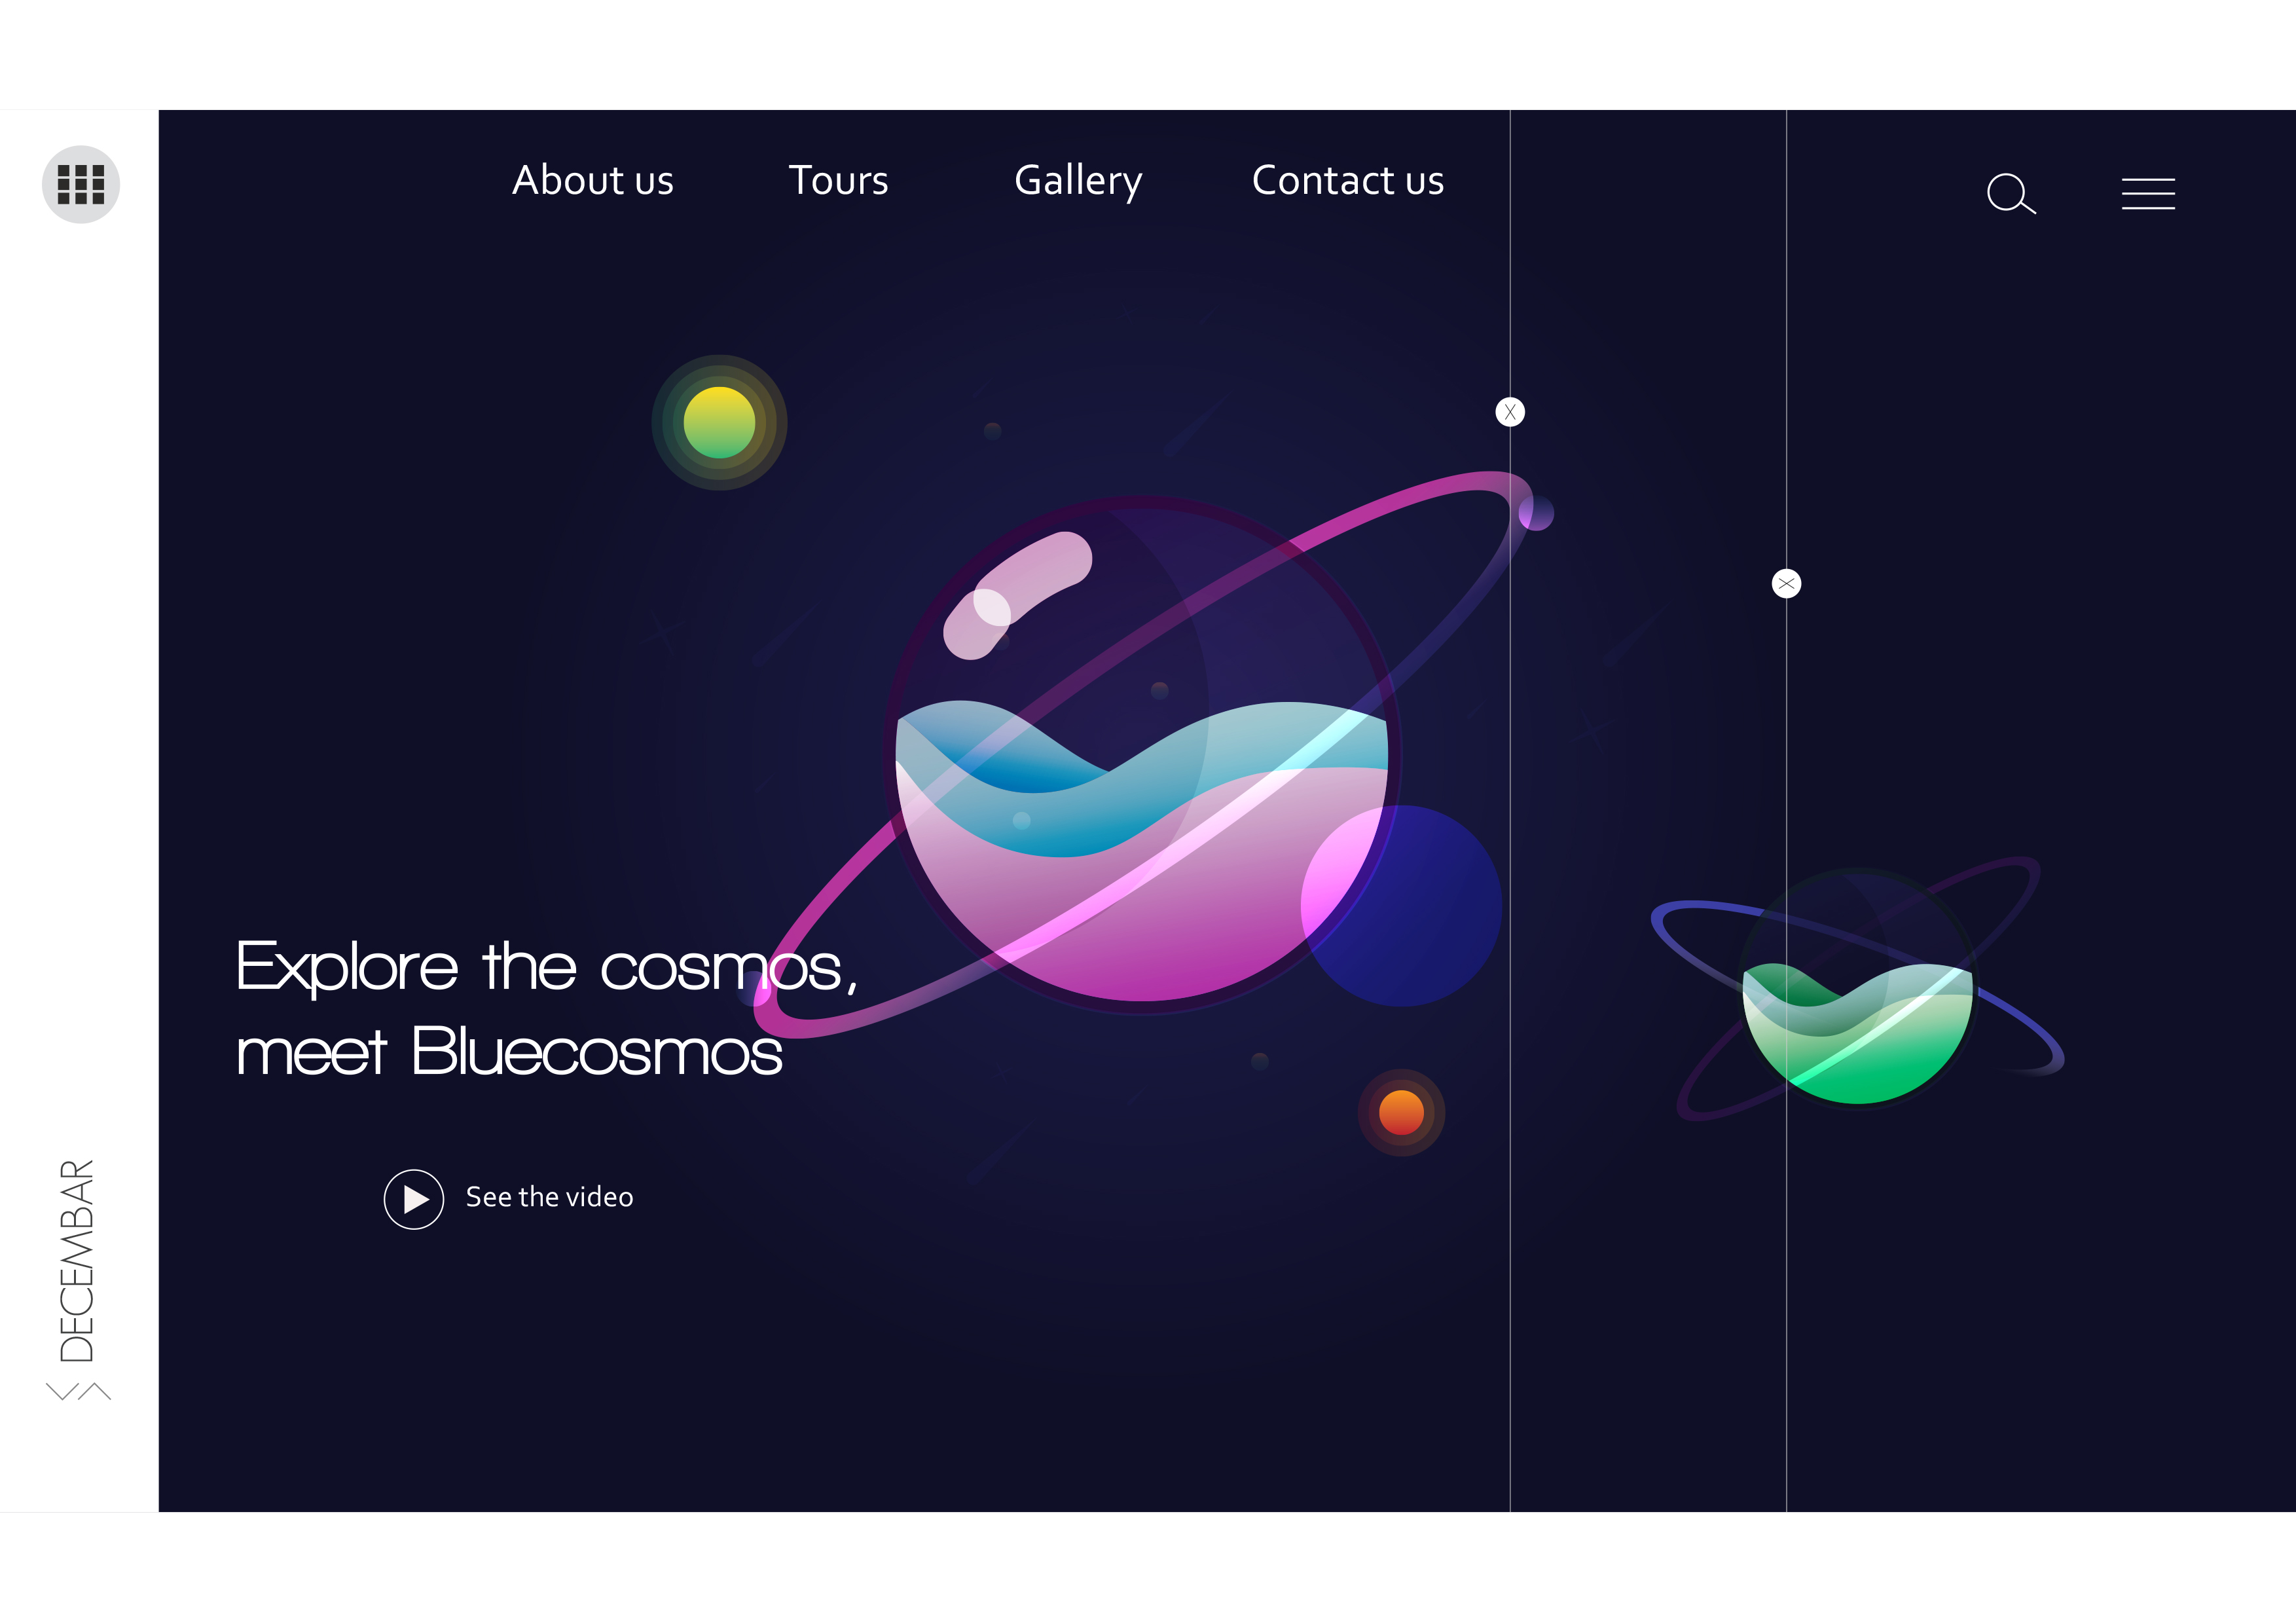 About us Tours Gallery Contact us
Explore the cosmos,
meet Bluecosmos
See the video
DECEMBAR